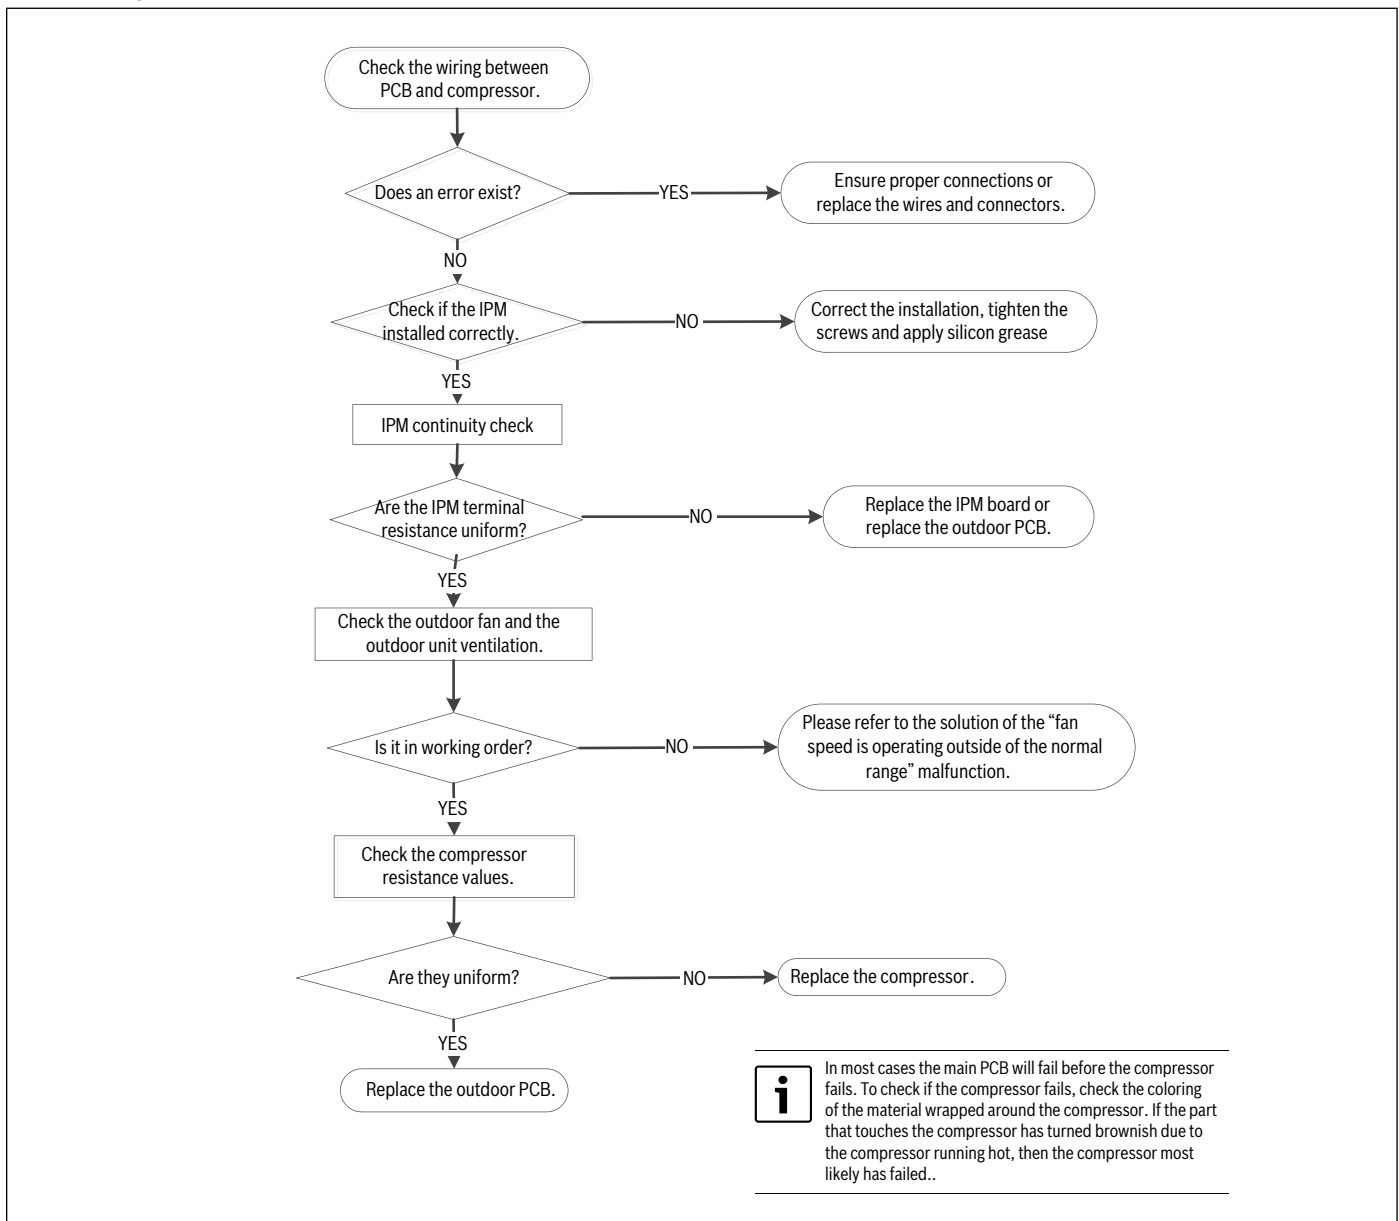 Check the wiring between
PCB and compressor.
Does an error exist?
YES
Ensure proper connections or
replace the wires and connectors.
NO
Check if the IPM
installed correctly.
NO
Correct the installation, tighten the
screws and apply silicon grease
YES
IPM continuity check
Are the IPM terminal
resistance uniform?
NO
Replace the IPM board or
replace the outdoor PCB.
YES
Check the outdoor fan and the
outdoor unit ventilation.
Is it in working order?
NO
Please refer to the solution of the “fan
speed is operating outside of the normal
range” malfunction.
YES
Check the compressor
resistance values.
Are they uniform?
NO
Replace the compressor.
YES
Replace the outdoor PCB.
i
In most cases the main PCB will fail before the compressor
fails. To check if the compressor fails, check the coloring
of the material wrapped around the compressor. If the part
that touches the compressor has turned brownish due to
the compressor running hot, then the compressor most
likely has failed..